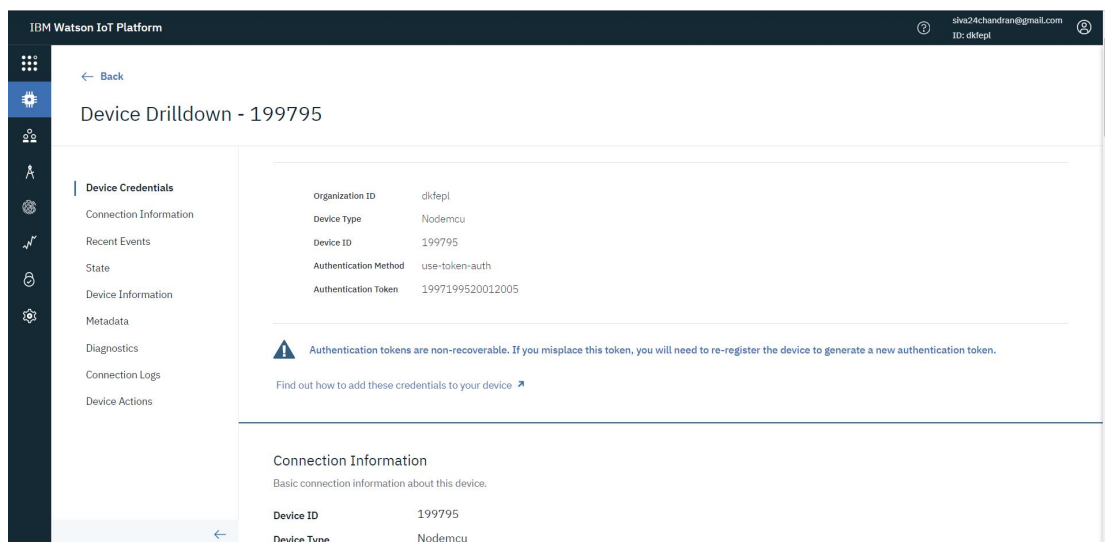 IBM Watson IoT Platform
siva24chandran@gmail.com
ID: dkfepl
Back
Device Drilldown - 199795
Device Credentials
Connection Information
Recent Events
State
Device Information
Metadata
Diagnostics
Connection Logs
Device Actions
Organization ID dkfepl
Device Type Nodemcu
Device ID 199795
Authentication Method use-token-auth
Authentication Token 1997199520012005
Authentication tokens are non-recoverable. If you misplace this token, you will need to re-register the device to generate a new authentication token.
Find out how to add these credentials to your device
Connection Information
Basic connection information about this device.
Device ID 199795
Device Type Nodemcu